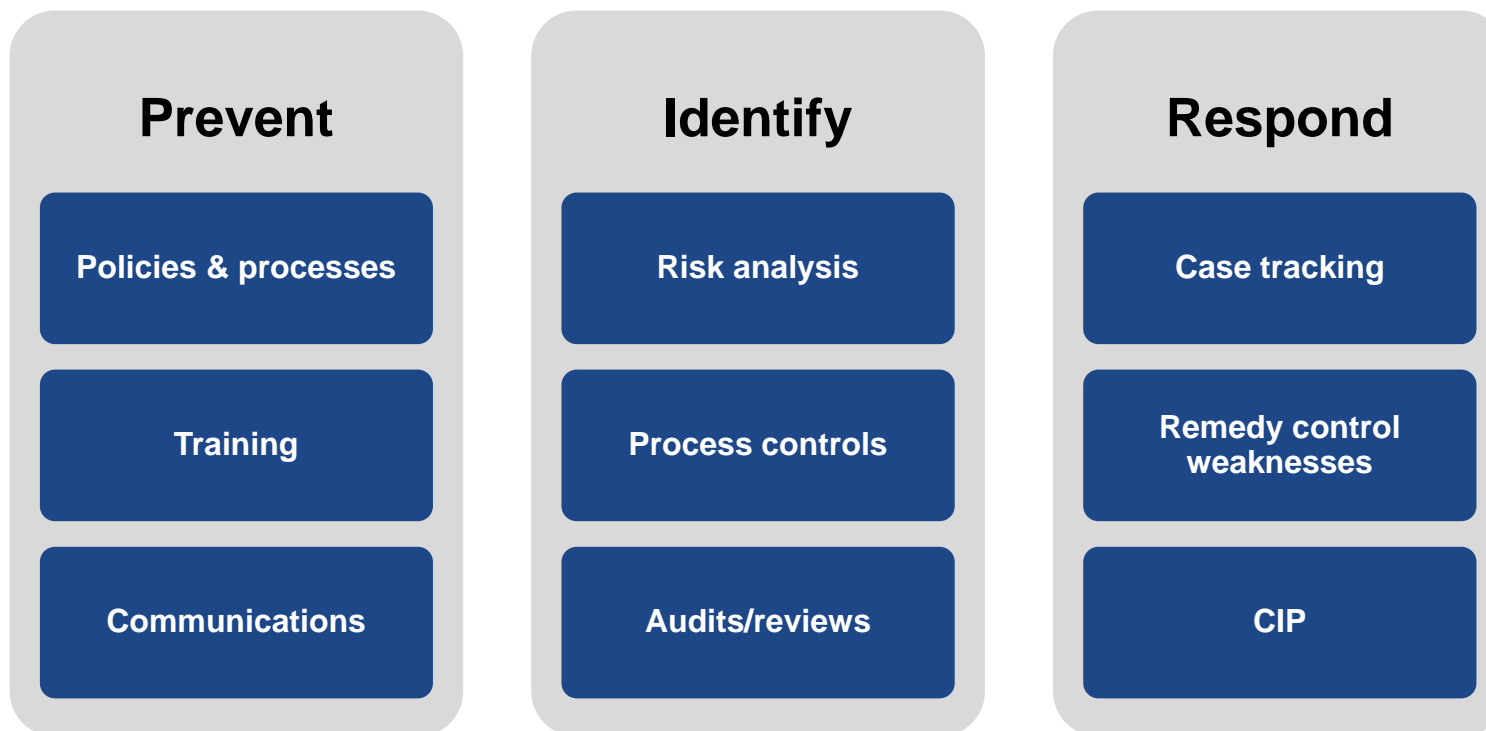 Prevent
Policies & processes
Training
Communications
Identify
Risk analysis
Process controls
Audits/reviews
Respond
Case tracking
Remedy control
weaknesses
CIP